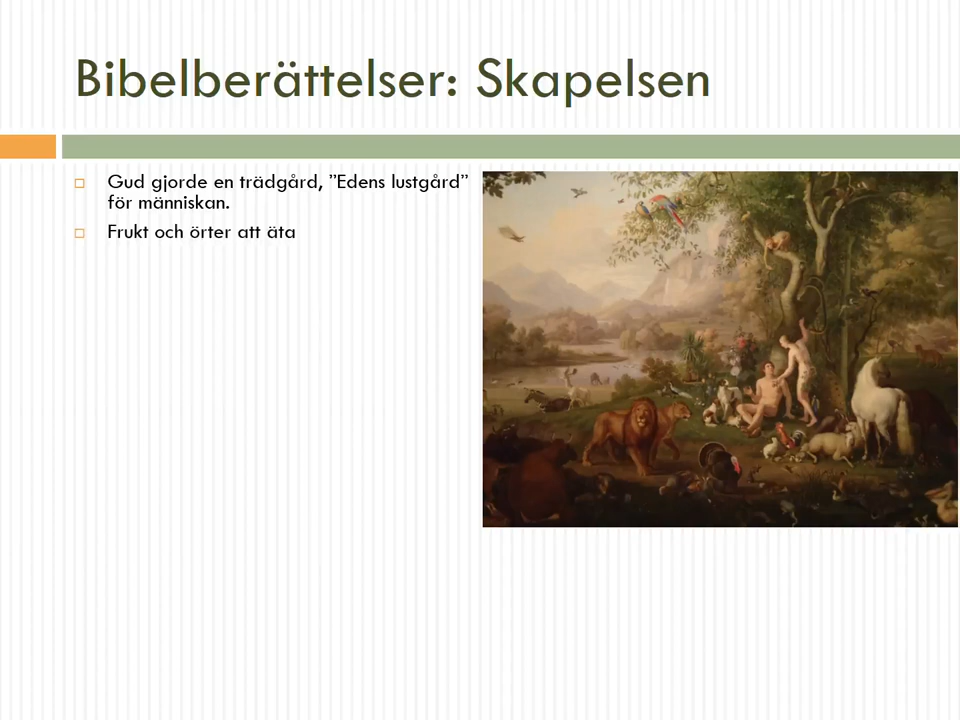 Bibelberättelser: Skapelsen
Gud gjorde en trädgård, ”Edens lustgård”
för människan.
Frukt och örter att äta